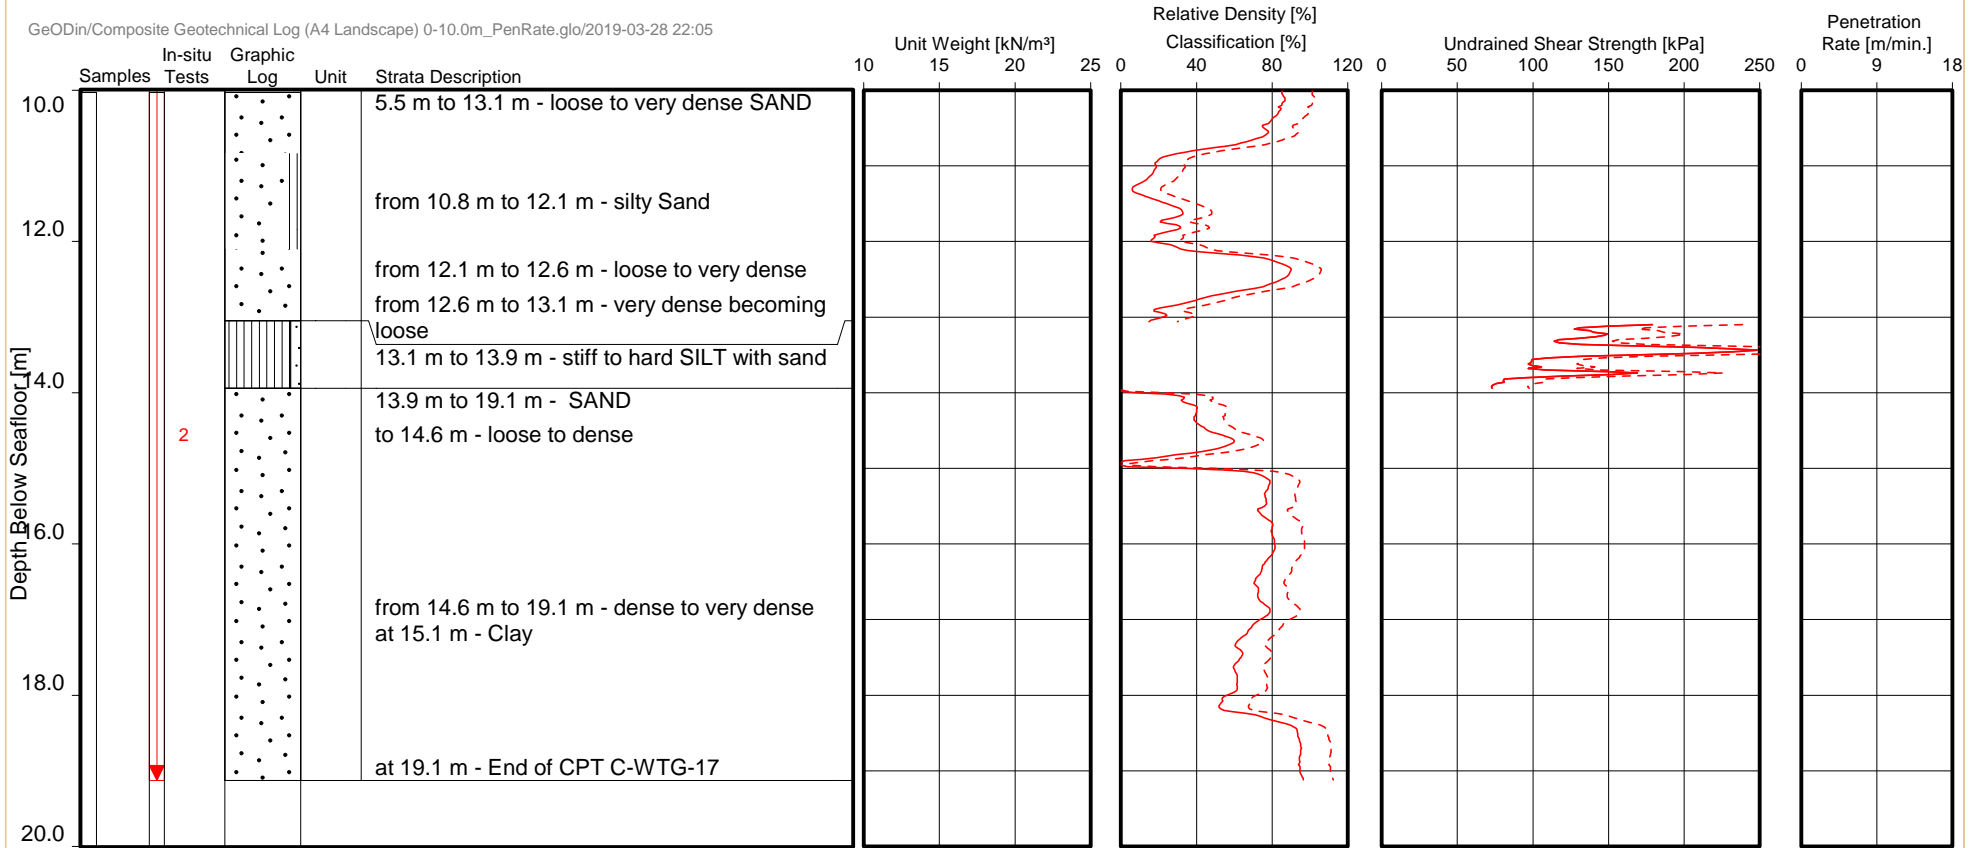 GeODin/Composite Geotechnical Log (A4 Landscape) 0-10.0m_PenRate.glo/2019-03-28 22:05
Samples
In-situ
Tests
Graphic
Log
Unit
Strata Description
Unit Weight [kN/m³]
10 15 20 25
Relative Density [%]
Classification [%]
0 40 80 120
Undrained Shear Strength [kPa]
0 50 100 150 200 250
Penetration
Rate [m/min.]
0 9 18
Depth Below Seafloor [m]
10.0
12.0
14.0
16.0
18.0
20.0
2
5.5 m to 13.1 m - loose to very dense SAND
from 10.8 m to 12.1 m - silty Sand
from 12.1 m to 12.6 m - loose to very dense
from 12.6 m to 13.1 m - very dense becoming
loose
13.1 m to 13.9 m - stiff to hard SILT with sand
13.9 m to 19.1 m - SAND
to 14.6 m - loose to dense
from 14.6 m to 19.1 m - dense to very dense
at 15.1 m - Clay
at 19.1 m - End of CPT C-WTG-17